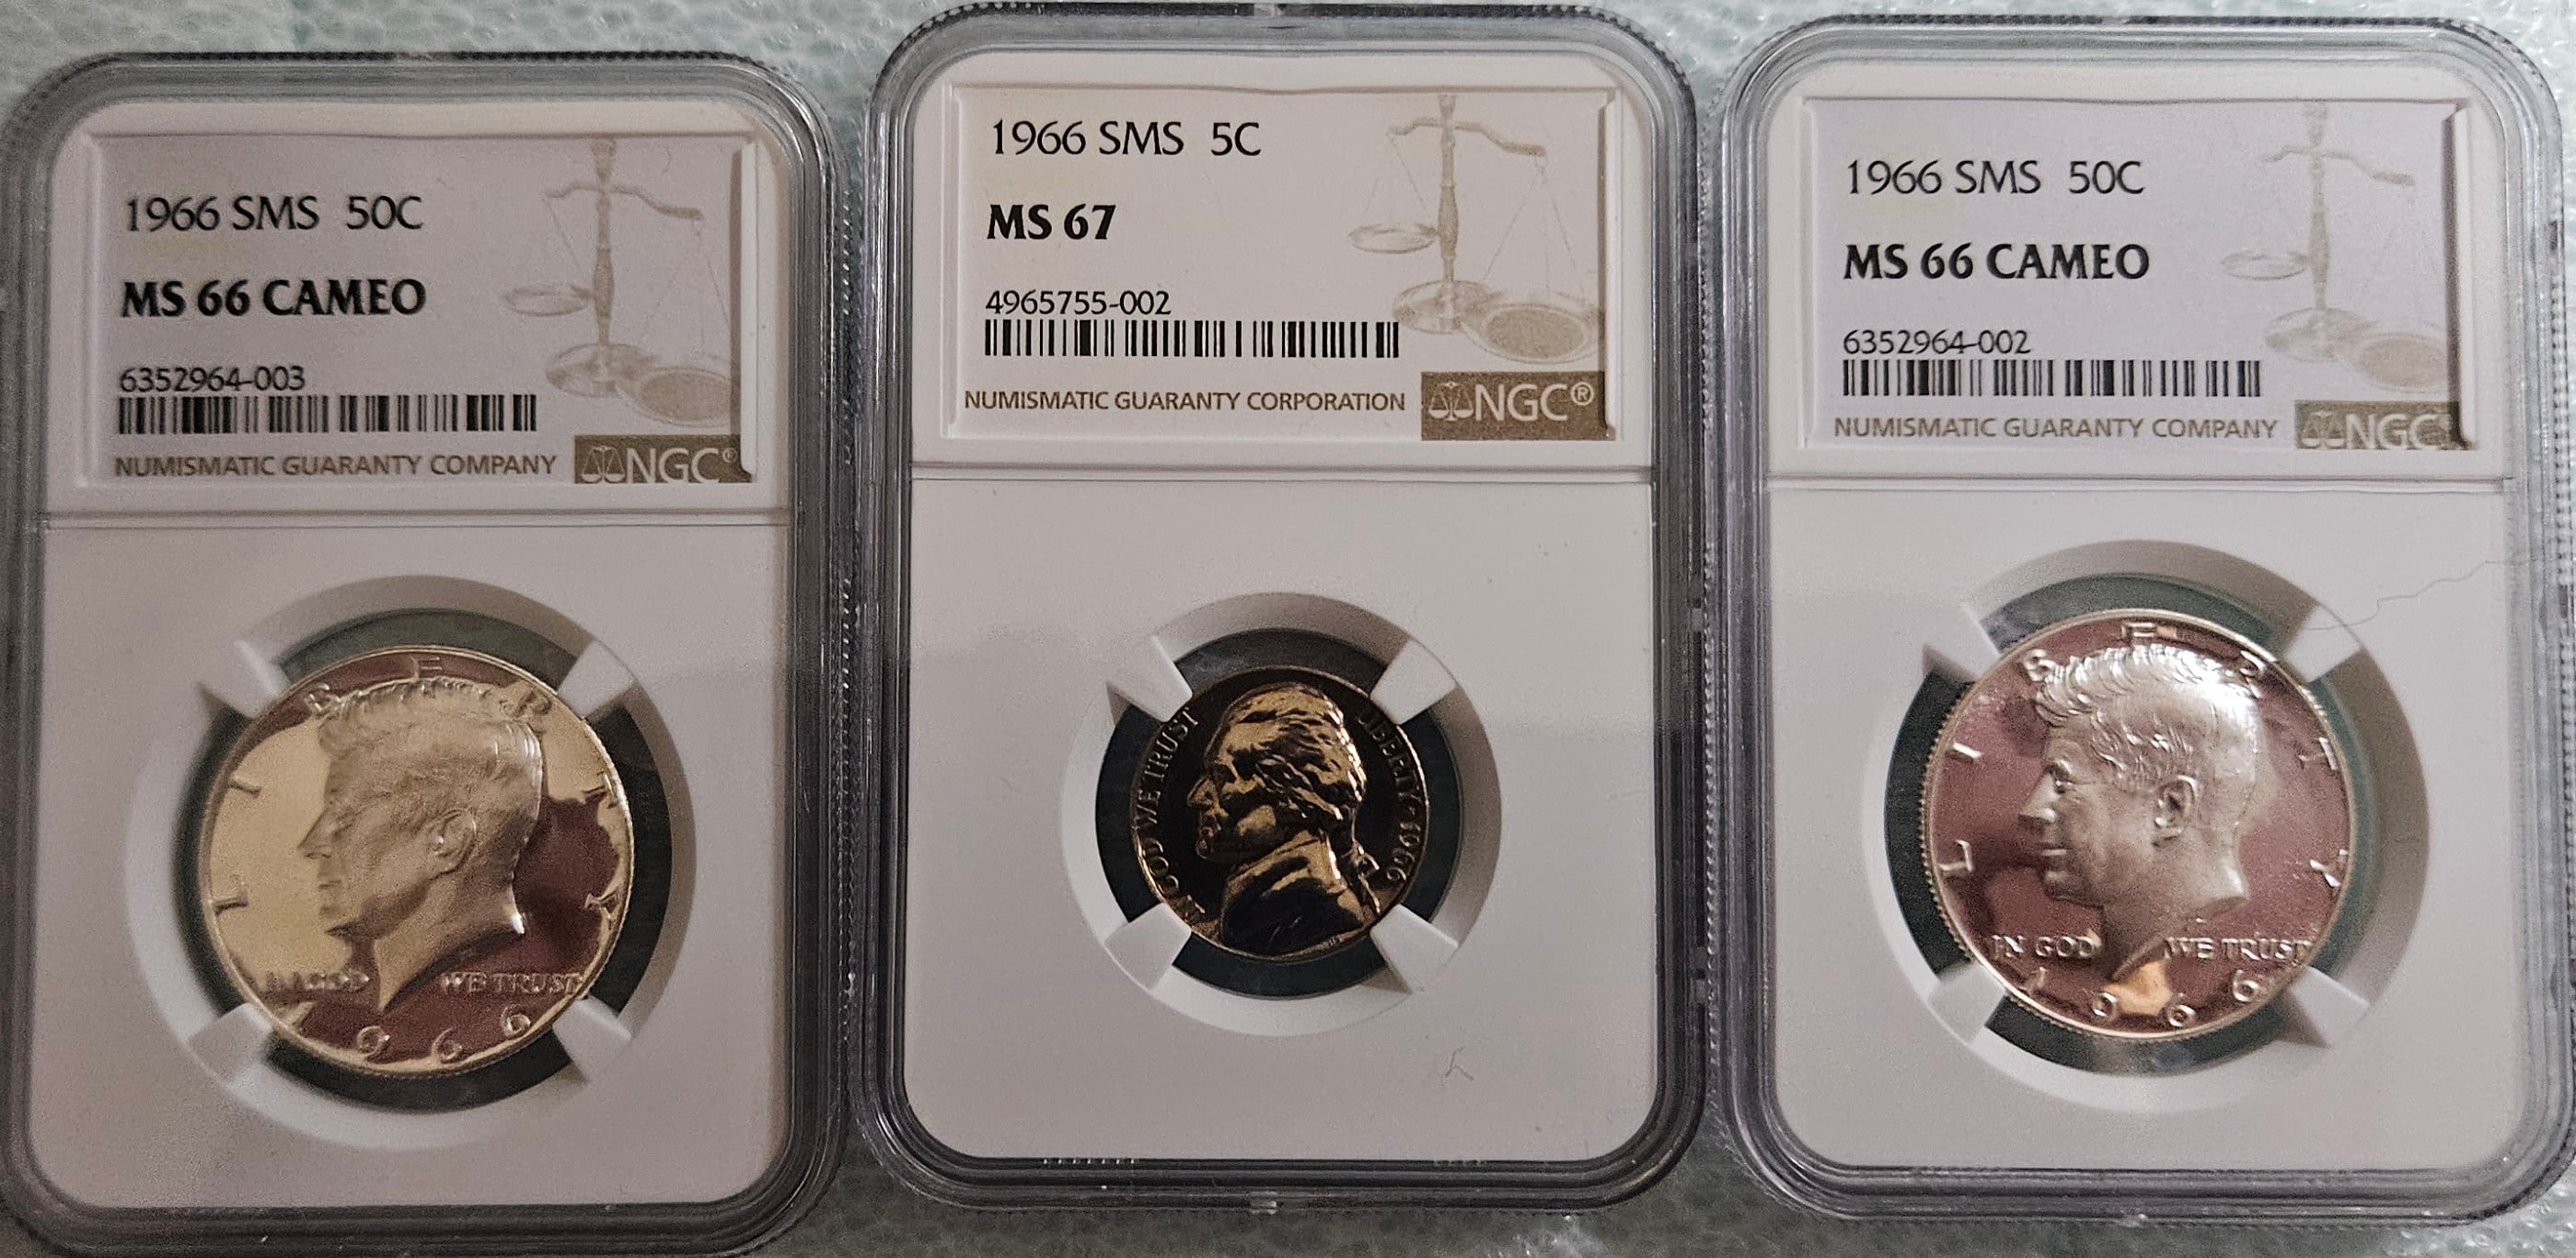 1966 SMS 50C
MS 66 CAMEO
6352964-003
NUMISMATIC GUARANTY COMPANY NGC®
LIBERTY
IN GOD WE TRUST
1966
1966 SMS 5C
MS 67
4965755-002
NUMISMATIC GUARANTY CORPORATION NGC®
IN GOD WE TRUST
LIBERTY · 1966
1966 SMS 50C
MS 66 CAMEO
6352964-002
NUMISMATIC GUARANTY COMPANY NGC
LIBERTY
IN GOD WE TRUST
1966